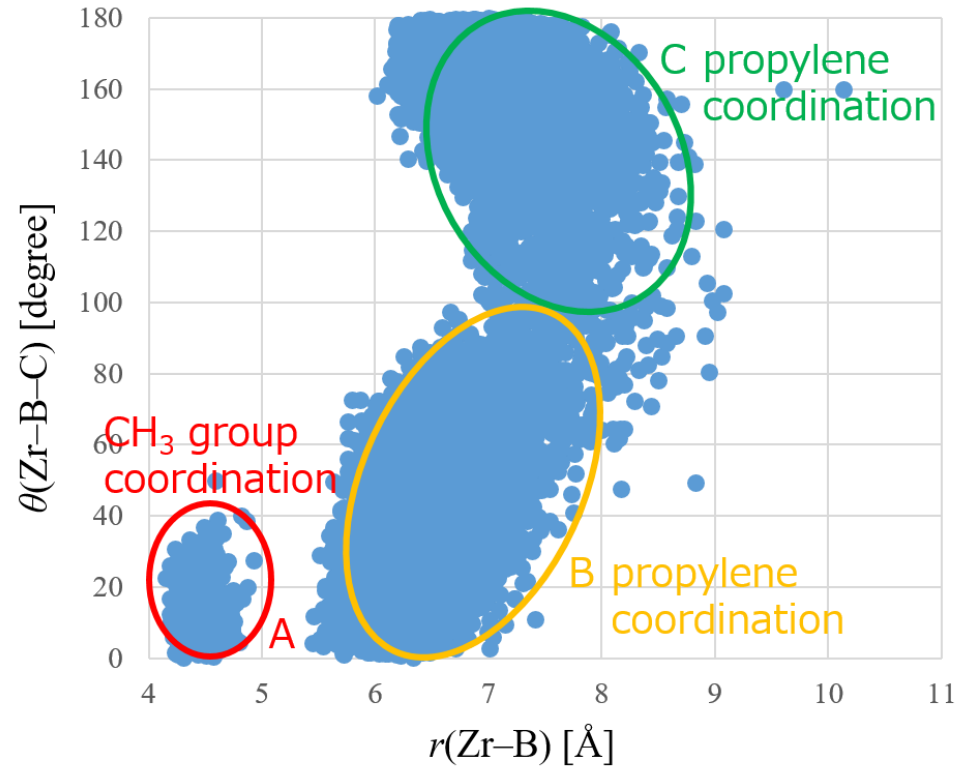 180
160
140
120
100
80
60
40
20
0
4
5
6
7
8
9
10
11
θ(Zr–B–C) [degree]
r(Zr–B) [Å]
C propylene
coordination
CH₃ group
coordination
A
B propylene
coordination